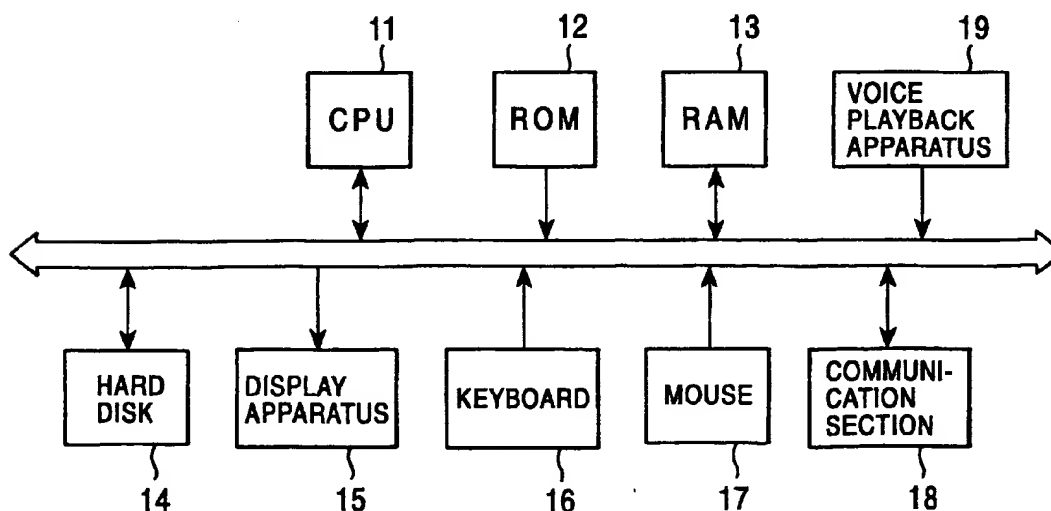 11
12
13
19
CPU
ROM
RAM
VOICE
PLAYBACK
APPARATUS
HARD
DISK
DISPLAY
APPARATUS
KEYBOARD
MOUSE
COMMUNI-
CATION
SECTION
14
15
16
17
18